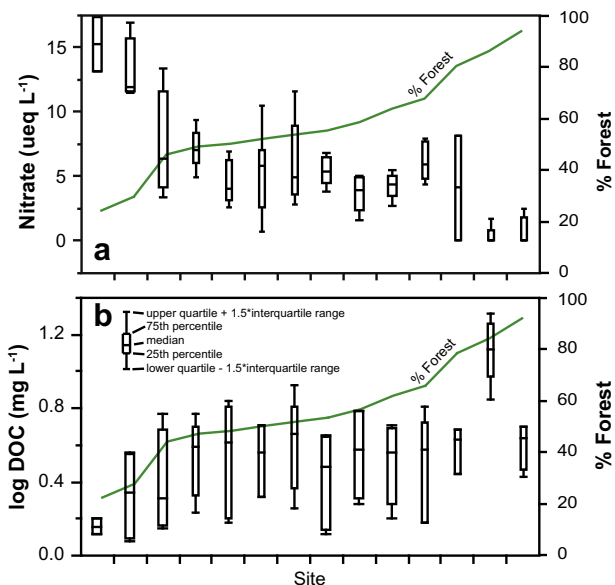 15
10
5
0
Nitrate (ueq L-1)
a
% Forest
100
80
60
40
20
0
% Forest
1.2
0.8
0.4
0.0
log DOC (mg L-1)
b
upper quartile + 1.5*interquartile range
75th percentile
median
25th percentile
lower quartile - 1.5*interquartile range
% Forest
100
80
60
40
20
0
% Forest
Site